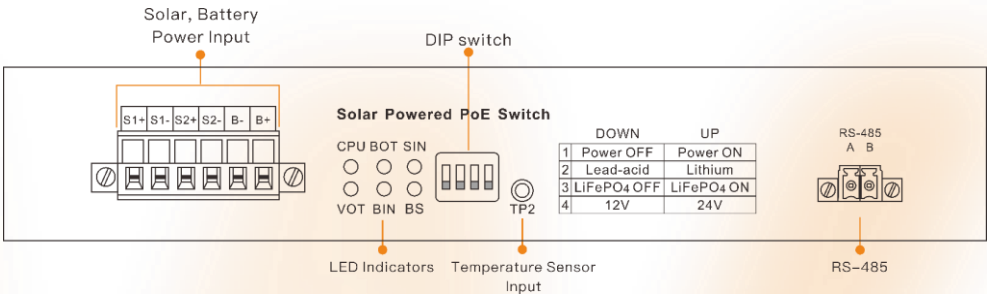 Solar, Battery
Power Input
DIP switch
S1+ S1- S2+ S2- B- B+
Solar Powered PoE Switch
CPU BOT SIN
VOT BIN BS
TP2
DOWN UP
1 Power OFF Power ON
2 Lead-acid Lithium
3 LiFePO4 OFF LiFePO4 ON
4 12V 24V
RS-485
A B
LED Indicators
Temperature Sensor
Input
RS-485